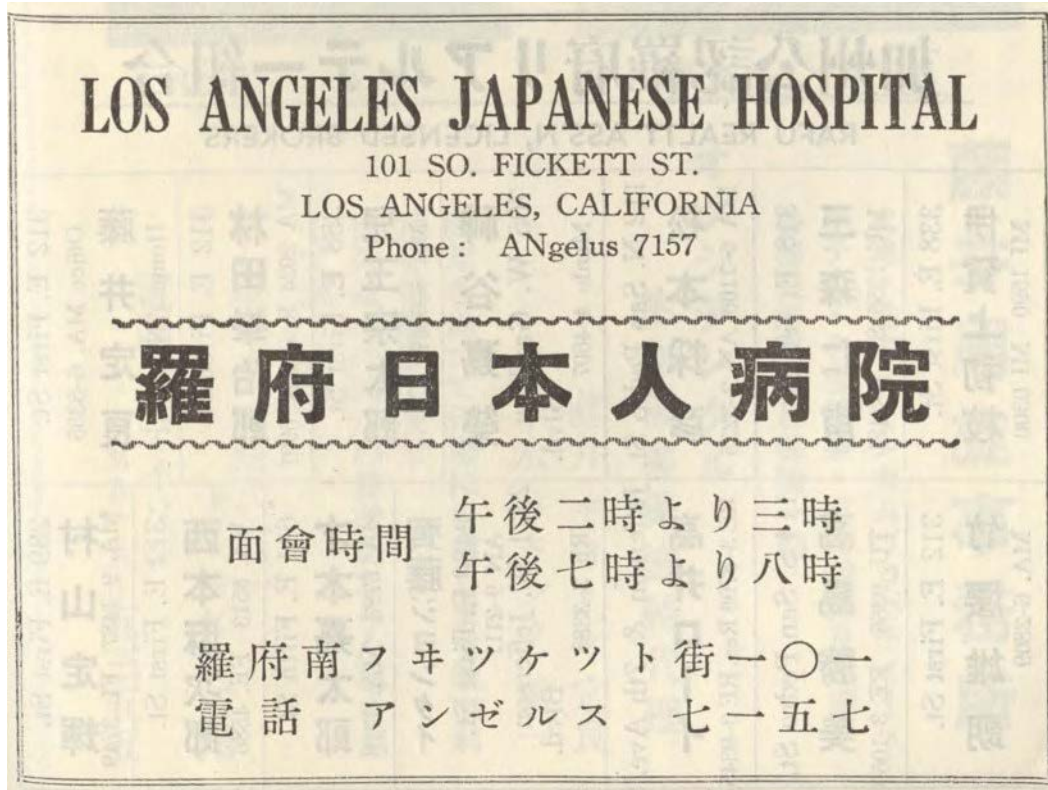 LOS ANGELES JAPANESE HOSPITAL
101 SO. FICKETT ST.
LOS ANGELES, CALIFORNIA
Phone : ANgelus 7157
羅府日本人病院
面會時間
午後二時より三時
午後七時より八時
羅府南フヰツケツト街一〇一
電話 アンゼルス 七一五七